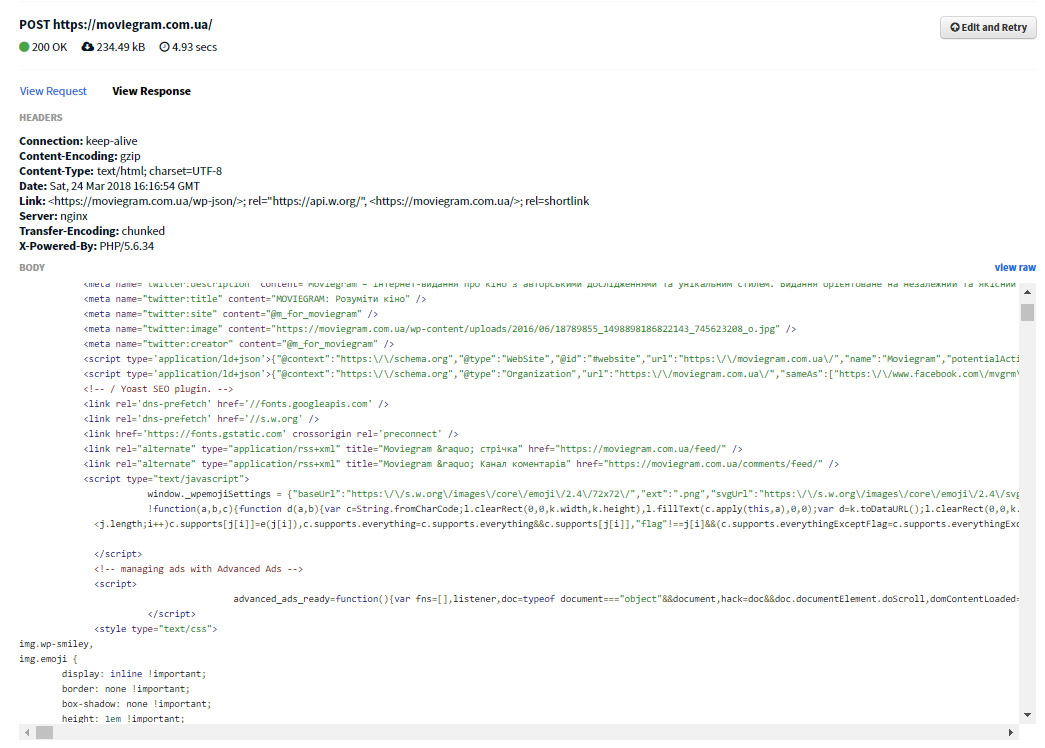 POST https://moviegram.com.ua/
Edit and Retry
200 OK 234.49 kB 4.93 secs
View Request View Response
HEADERS
Connection: keep-alive
Content-Encoding: gzip
Content-Type: text/html; charset=UTF-8
Date: Sat, 24 Mar 2018 16:16:54 GMT
Link: <https://moviegram.com.ua/wp-json/>; rel="https://api.w.org/", <https://moviegram.com.ua/>; rel=shortlink
Server: nginx
Transfer-Encoding: chunked
X-Powered-By: PHP/5.6.34
BODY view raw
<meta name="twitter:description" content="Moviegram – інтернет-видання про кіно з авторськими дослідженнями та унікальним стилем. Видання орієнтоване на незалежний та якісний
<meta name="twitter:title" content="MOVIEGRAM: Розуміти кіно" />
<meta name="twitter:site" content="@m_for_moviegram" />
<meta name="twitter:image" content="https://moviegram.com.ua/wp-content/uploads/2016/06/18789855_1498898186822143_745623208_o.jpg" />
<meta name="twitter:creator" content="@m_for_moviegram" />
<script type='application/ld+json'>{"@context":"https:\/\/schema.org","@type":"WebSite","@id":"#website","url":"https:\/\/moviegram.com.ua\/","name":"Moviegram","potentialActi
<script type='application/ld+json'>{"@context":"https:\/\/schema.org","@type":"Organization","url":"https:\/\/moviegram.com.ua\/","sameAs":["https:\/\/www.facebook.com\/mvgrm\
<!-- / Yoast SEO plugin. -->
<link rel='dns-prefetch' href='//fonts.googleapis.com' />
<link rel='dns-prefetch' href='//s.w.org' />
<link href='https://fonts.gstatic.com' crossorigin rel='preconnect' />
<link rel="alternate" type="application/rss+xml" title="Moviegram &raquo; стрічка" href="https://moviegram.com.ua/feed/" />
<link rel="alternate" type="application/rss+xml" title="Moviegram &raquo; Канал коментарів" href="https://moviegram.com.ua/comments/feed/" />
<script type="text/javascript">
window._wpemojiSettings = {"baseUrl":"https:\/\/s.w.org\/images\/core\/emoji\/2.4\/72x72\/","ext":".png","svgUrl":"https:\/\/s.w.org\/images\/core\/emoji\/2.4\/svg
!function(a,b,c){function d(a,b){var c=String.fromCharCode;l.clearRect(0,0,k.width,k.height),l.fillText(c.apply(this,a),0,0);var d=k.toDataURL();l.clearRect(0,0,k.
<j.length;i++)c.supports[j[i]]=e(j[i]),c.supports.everything=c.supports.everything&&c.supports[j[i]],"flag"!==j[i]&&(c.supports.everythingExceptFlag=c.supports.everythingExc
</script>
<!-- managing ads with Advanced Ads -->
<script>
advanced_ads_ready=function(){var fns=[],listener,doc=typeof document==="object"&&document,hack=doc&&doc.documentElement.doScroll,domContentLoaded=
</script>
<style type="text/css">
img.wp-smiley,
img.emoji {
display: inline !important;
border: none !important;
box-shadow: none !important;
height: 1em !important;